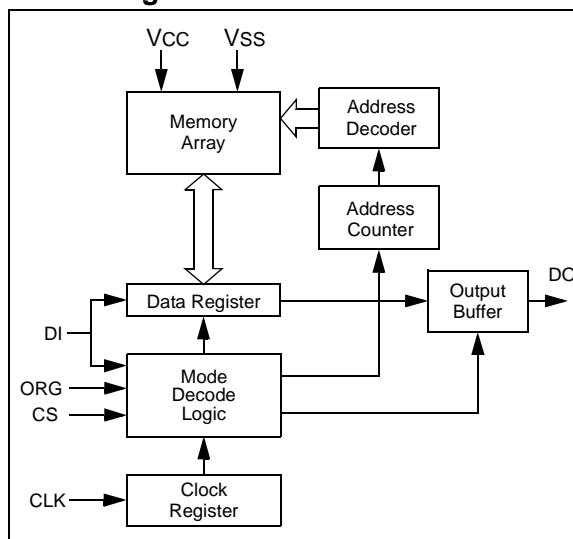 VCC VSS
Memory
Array
Address
Decoder
Address
Counter
Data Register
Output
Buffer
DO
DI
Mode
Decode
Logic
ORG
CS
CLK
Clock
Register